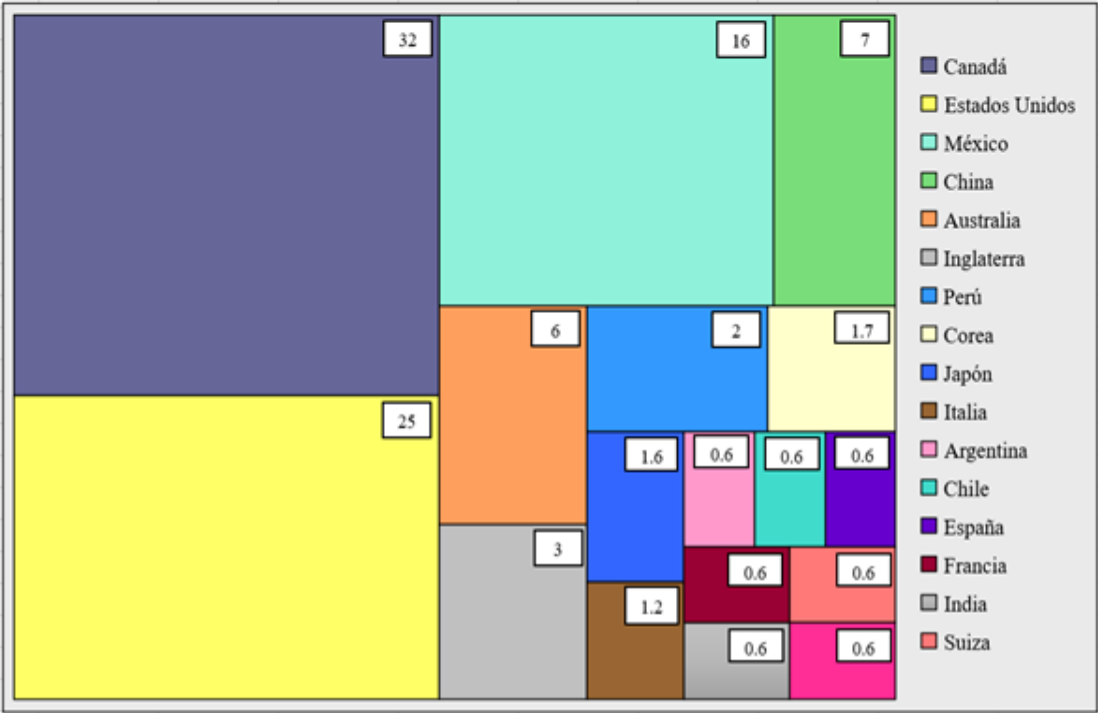 32
16
7
25
6
2
1.7
3
1.6
0.6
0.6
0.6
1.2
0.6
0.6
0.6
0.6
Canadá
Estados Unidos
México
China
Australia
Inglaterra
Perú
Corea
Japón
Italia
Argentina
Chile
España
Francia
India
Suiza